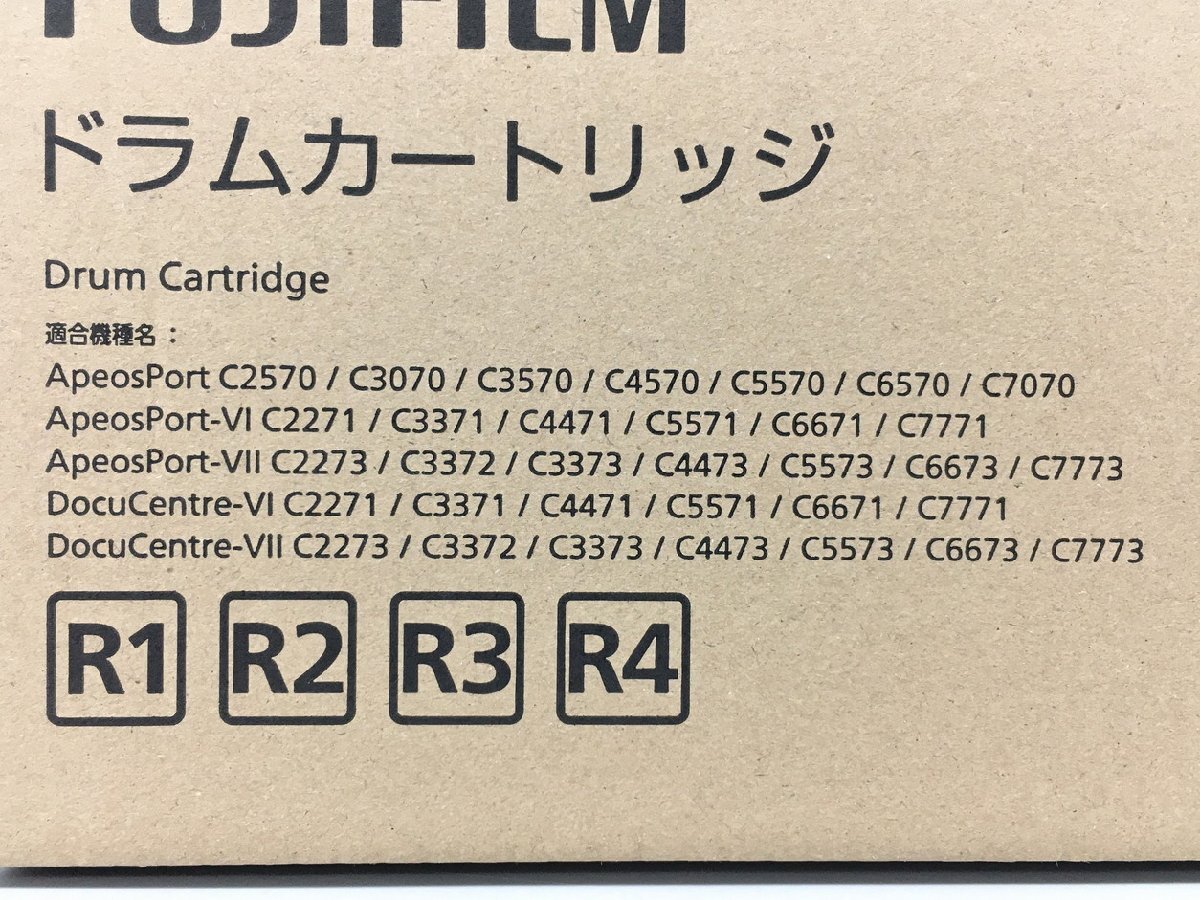 FUJIFILM
ドラムカートリッジ
Drum Cartridge
適合機種名：
ApeosPort C2570 / C3070 / C3570 / C4570 / C5570 / C6570 / C7070
ApeosPort-VI C2271 / C3371 / C4471 / C5571 / C6671 / C7771
ApeosPort-VII C2273 / C3372 / C3373 / C4473 / C5573 / C6673 / C7773
DocuCentre-VI C2271 / C3371 / C4471 / C5571 / C6671 / C7771
DocuCentre-VII C2273 / C3372 / C3373 / C4473 / C5573 / C6673 / C7773
R1 R2 R3 R4